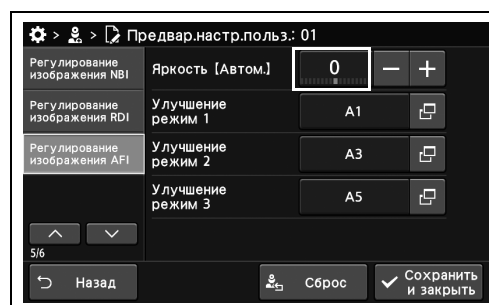 > > Предвар.настр.польз.: 01
Регулирование
изображения NBI
Яркость【Автом.】
0
− +
Регулирование
изображения RDI
Улучшение
режим 1
A1
Регулирование
изображения AFI
Улучшение
режим 2
A3
Улучшение
режим 3
A5
5/6
Назад
Сброс
Сохранить
и закрыть